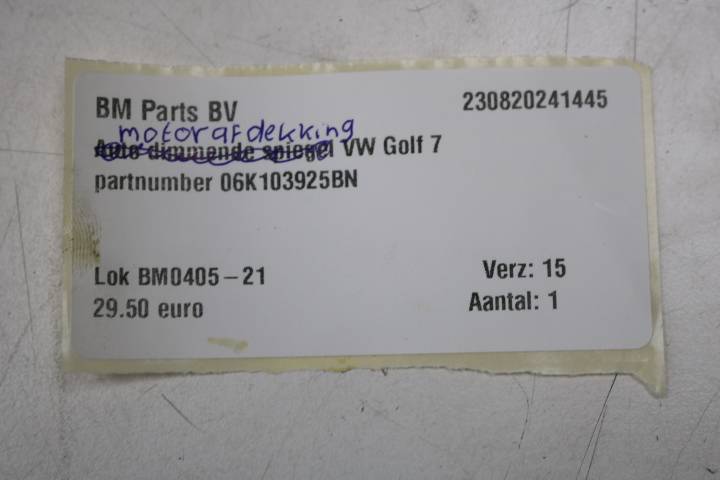 BM Parts BV 230820241445
motorafdekking
Auto dimmende spiegel VW Golf 7
partnumber 06K103925BN
Lok BM0405-21 Verz: 15
29.50 euro Aantal: 1